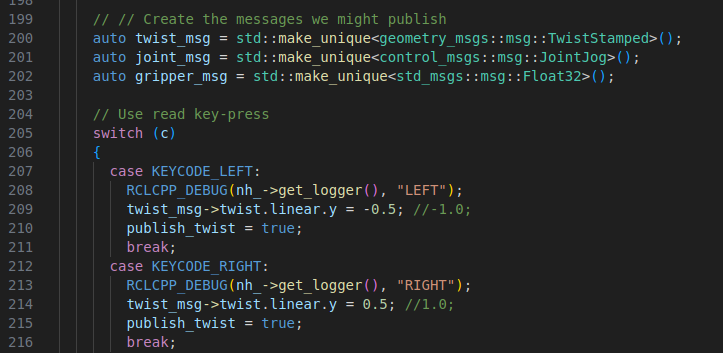 198
199 // // Create the messages we might publish
200 auto twist_msg = std::make_unique<geometry_msgs::msg::TwistStamped>();
201 auto joint_msg = std::make_unique<control_msgs::msg::JointJog>();
202 auto gripper_msg = std::make_unique<std_msgs::msg::Float32>();
203
204 // Use read key-press
205 switch (c)
206 {
207 case KEYCODE_LEFT:
208 RCLCPP_DEBUG(nh_->get_logger(), "LEFT");
209 twist_msg->twist.linear.y = -0.5; //-1.0;
210 publish_twist = true;
211 break;
212 case KEYCODE_RIGHT:
213 RCLCPP_DEBUG(nh_->get_logger(), "RIGHT");
214 twist_msg->twist.linear.y = 0.5; //1.0;
215 publish_twist = true;
216 break;